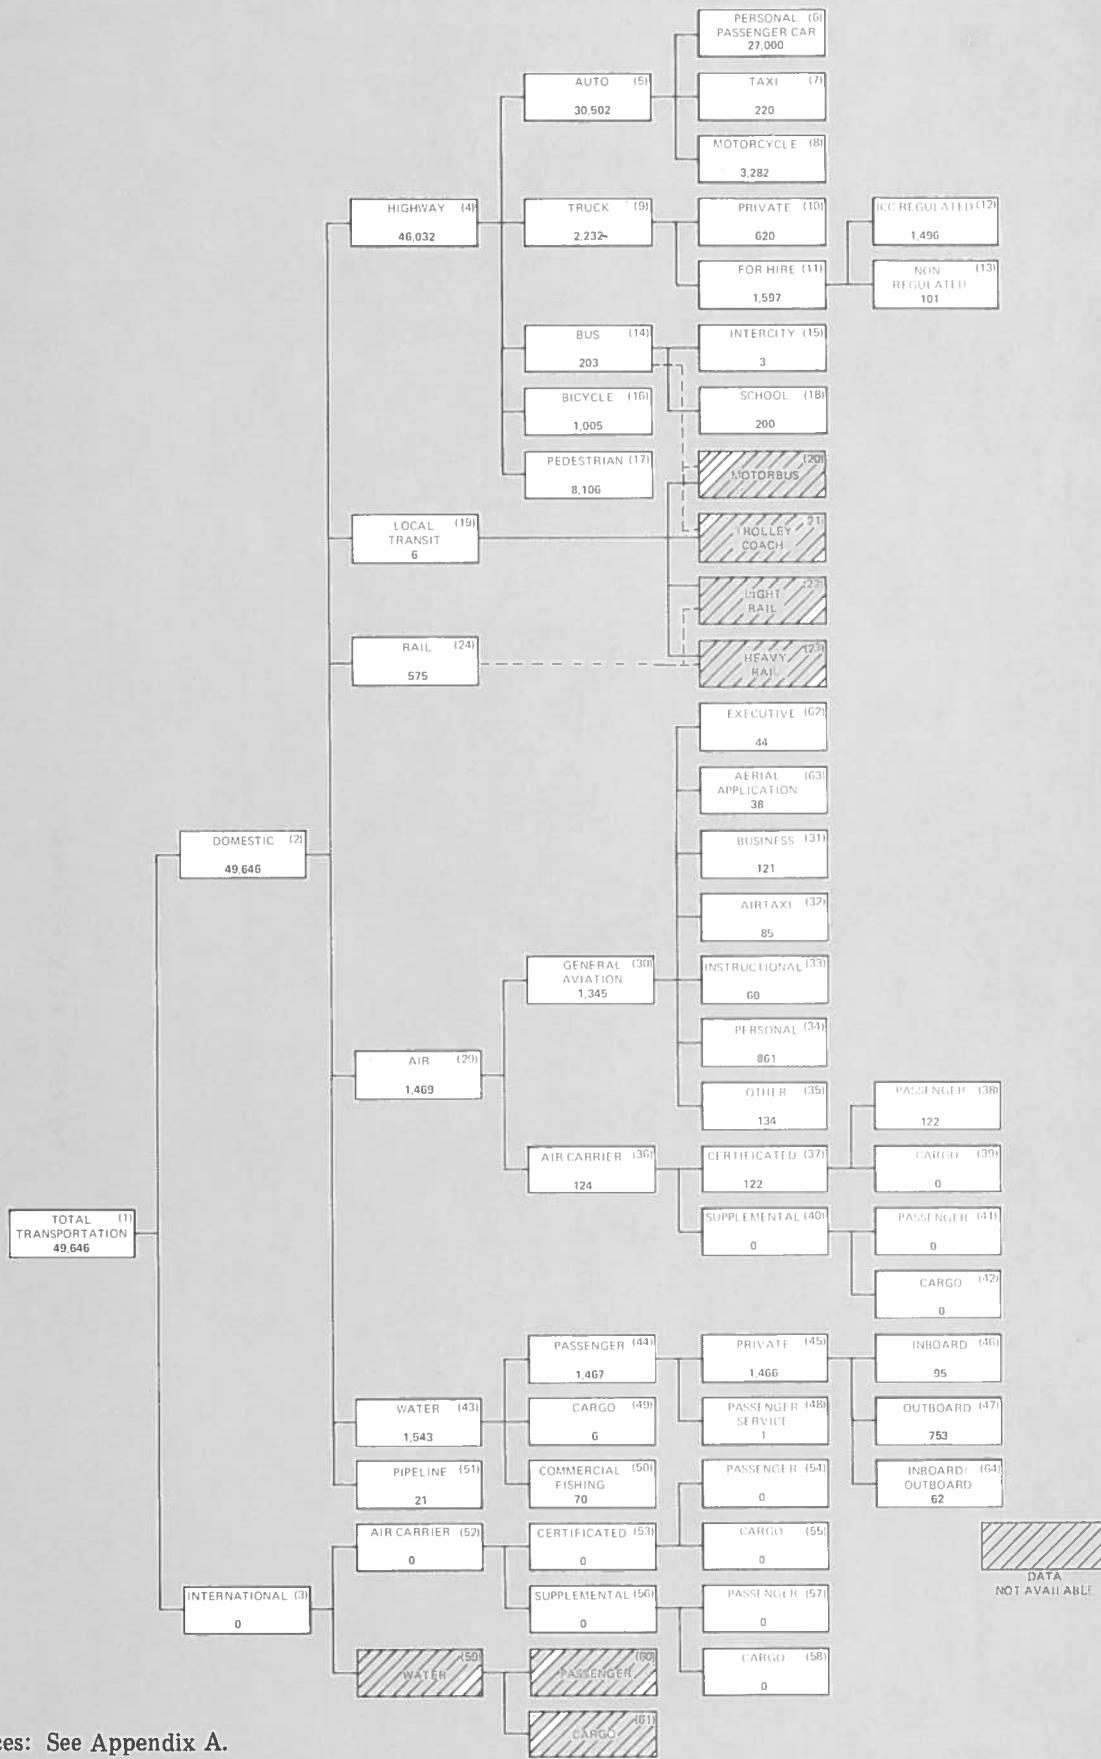 PERSONAL (6)
PASSENGER CAR
27,000
AUTO (5)
30,502
TAXI (7)
220
MOTORCYCLE (8)
3,282
HIGHWAY (4)
46,032
TRUCK (9)
2,232
PRIVATE (10)
620
ICC REGULATED (12)
1,496
FOR HIRE (11)
1,597
NON (13)
REGULATED
101
BUS (14)
203
INTERCITY (15)
3
BICYCLE (16)
1,005
SCHOOL (18)
200
PEDESTRIAN (17)
8,106
(20)
MOTORBUS
LOCAL (19)
TRANSIT
6
21)
TROLLEY
COACH
(22)
LIGHT
RAIL
RAIL (24)
575
(23)
HEAVY
RAIL
EXECUTIVE (62)
44
AERIAL (63)
APPLICATION
38
DOMESTIC (2)
49,646
BUSINESS (31)
121
AIRTAXI (32)
85
GENERAL (30)
AVIATION
1,345
INSTRUCTIONAL (33)
60
PERSONAL (34)
861
AIR (29)
1,469
OTHER (35)
134
PASSENGER (38)
122
AIR CARRIER (36)
124
CERTIFICATED (37)
122
CARGO (39)
0
TOTAL (1)
TRANSPORTATION
49,646
SUPPLEMENTAL (40)
0
PASSENGER (41)
0
CARGO (42)
0
PASSENGER (44)
1,467
PRIVATE (45)
1,466
INBOARD (46)
95
WATER (43)
1,543
CARGO (49)
6
PASSENGER (48)
SERVICE
1
OUTBOARD (47)
753
PIPELINE (51)
21
COMMERCIAL (50)
FISHING
70
PASSENGER (54)
0
INBOARD/ (64)
OUTBOARD
62
AIR CARRIER (52)
0
CERTIFICATED (53)
0
CARGO (55)
0
DATA
NOT AVAILABLE
INTERNATIONAL (3)
0
SUPPLEMENTAL (56)
0
PASSENGER (57)
0
(59)
WATER
(60)
PASSENGER
CARGO (58)
0
(61)
CARGO
ces: See Appendix A.